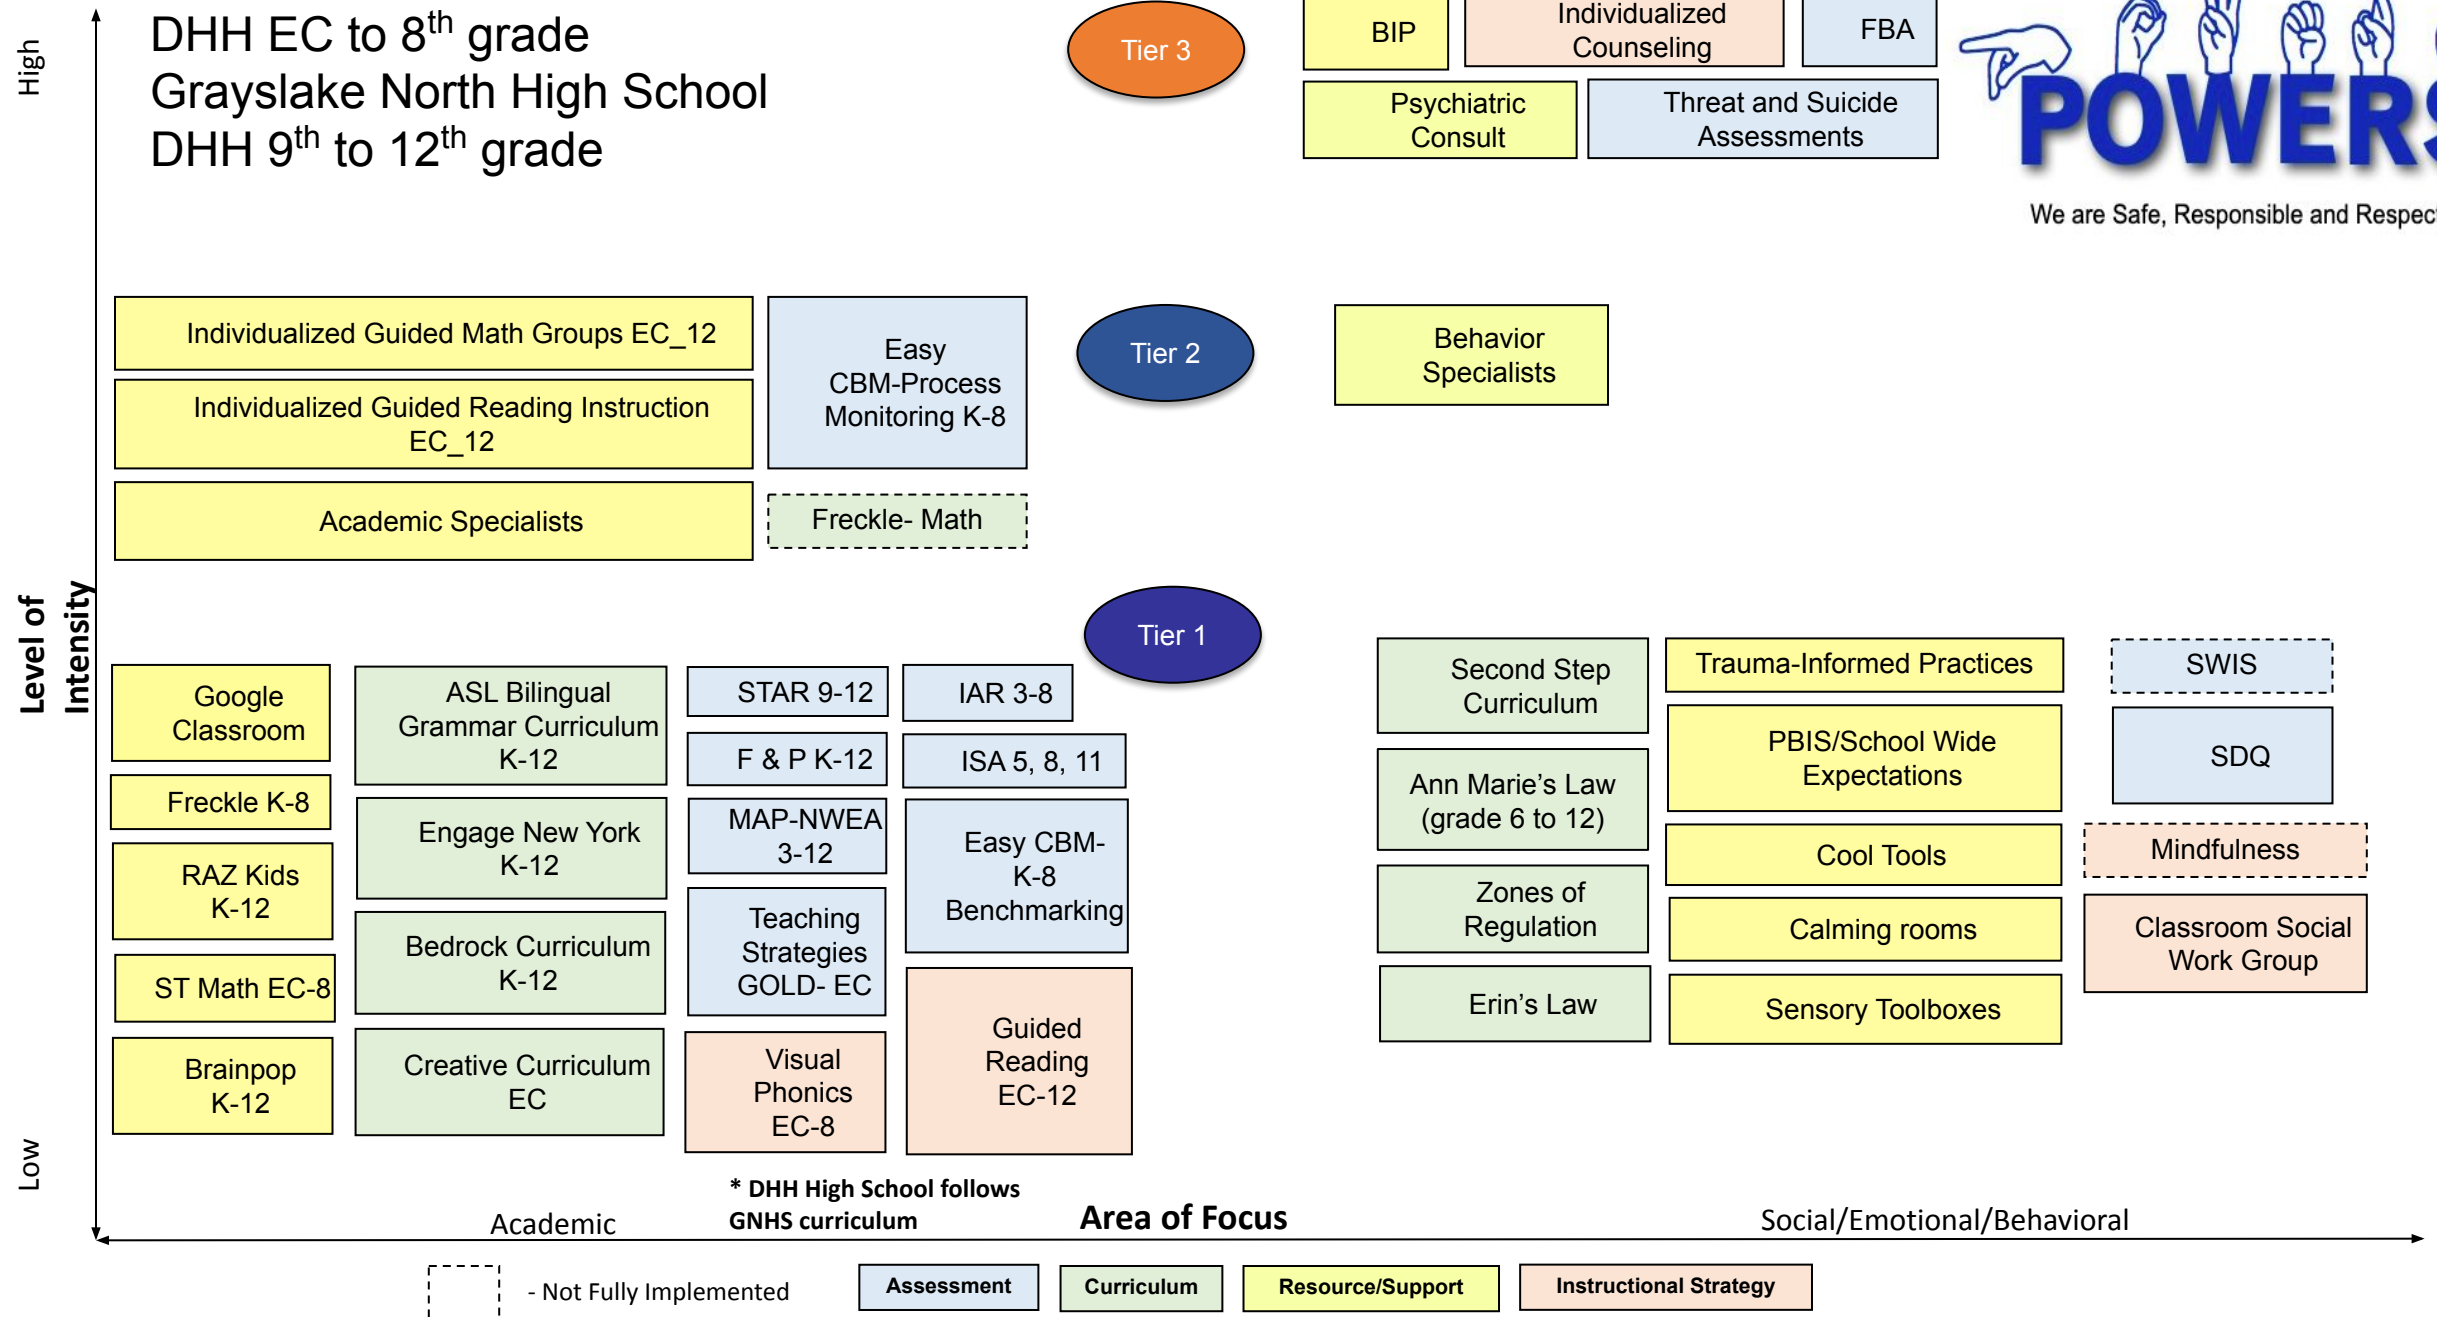 High
DHH EC to 8th grade
Grayslake North High School
DHH 9th to 12th grade
Tier 3
BIP
Individualized
Counseling
FBA
Psychiatric
Consult
Threat and Suicide
Assessments
POWERS
We are Safe, Responsible and
Individualized Guided Math Groups EC_12
Individualized Guided Reading Instruction
EC_12
Academic Specialists
Easy
CBM-Process
Monitoring K-8
Freckle- Math
Tier 2
Behavior
Specialists
Level of
Intensity
Tier 1
Google
Classroom
Freckle K-8
RAZ Kids
K-12
ST Math EC-8
Brainpop
K-12
ASL Bilingual
Grammar Curriculum
K-12
Engage New York
K-12
Bedrock Curriculum
K-12
Creative Curriculum
EC
STAR 9-12
F & P K-12
MAP-NWEA
3-12
Teaching
Strategies
GOLD- EC
Visual
Phonics
EC-8
IAR 3-8
ISA 5, 8, 11
Easy CBM-
K-8
Benchmarking
Guided
Reading
EC-12
Second Step
Curriculum
Ann Marie's Law
(grade 6 to 12)
Zones of
Regulation
Erin's Law
Trauma-Informed Practices
PBIS/School Wide
Expectations
Cool Tools
Calming rooms
Sensory Toolboxes
SWIS
SDQ
Mindfulness
Classroom Social
Work Group
Low
* DHH High School follows
GNHS curriculum
Academic
Area of Focus
Social/Emotional/Behavioral
- Not Fully Implemented
Assessment
Curriculum
Resource/Support
Instructional Strategy